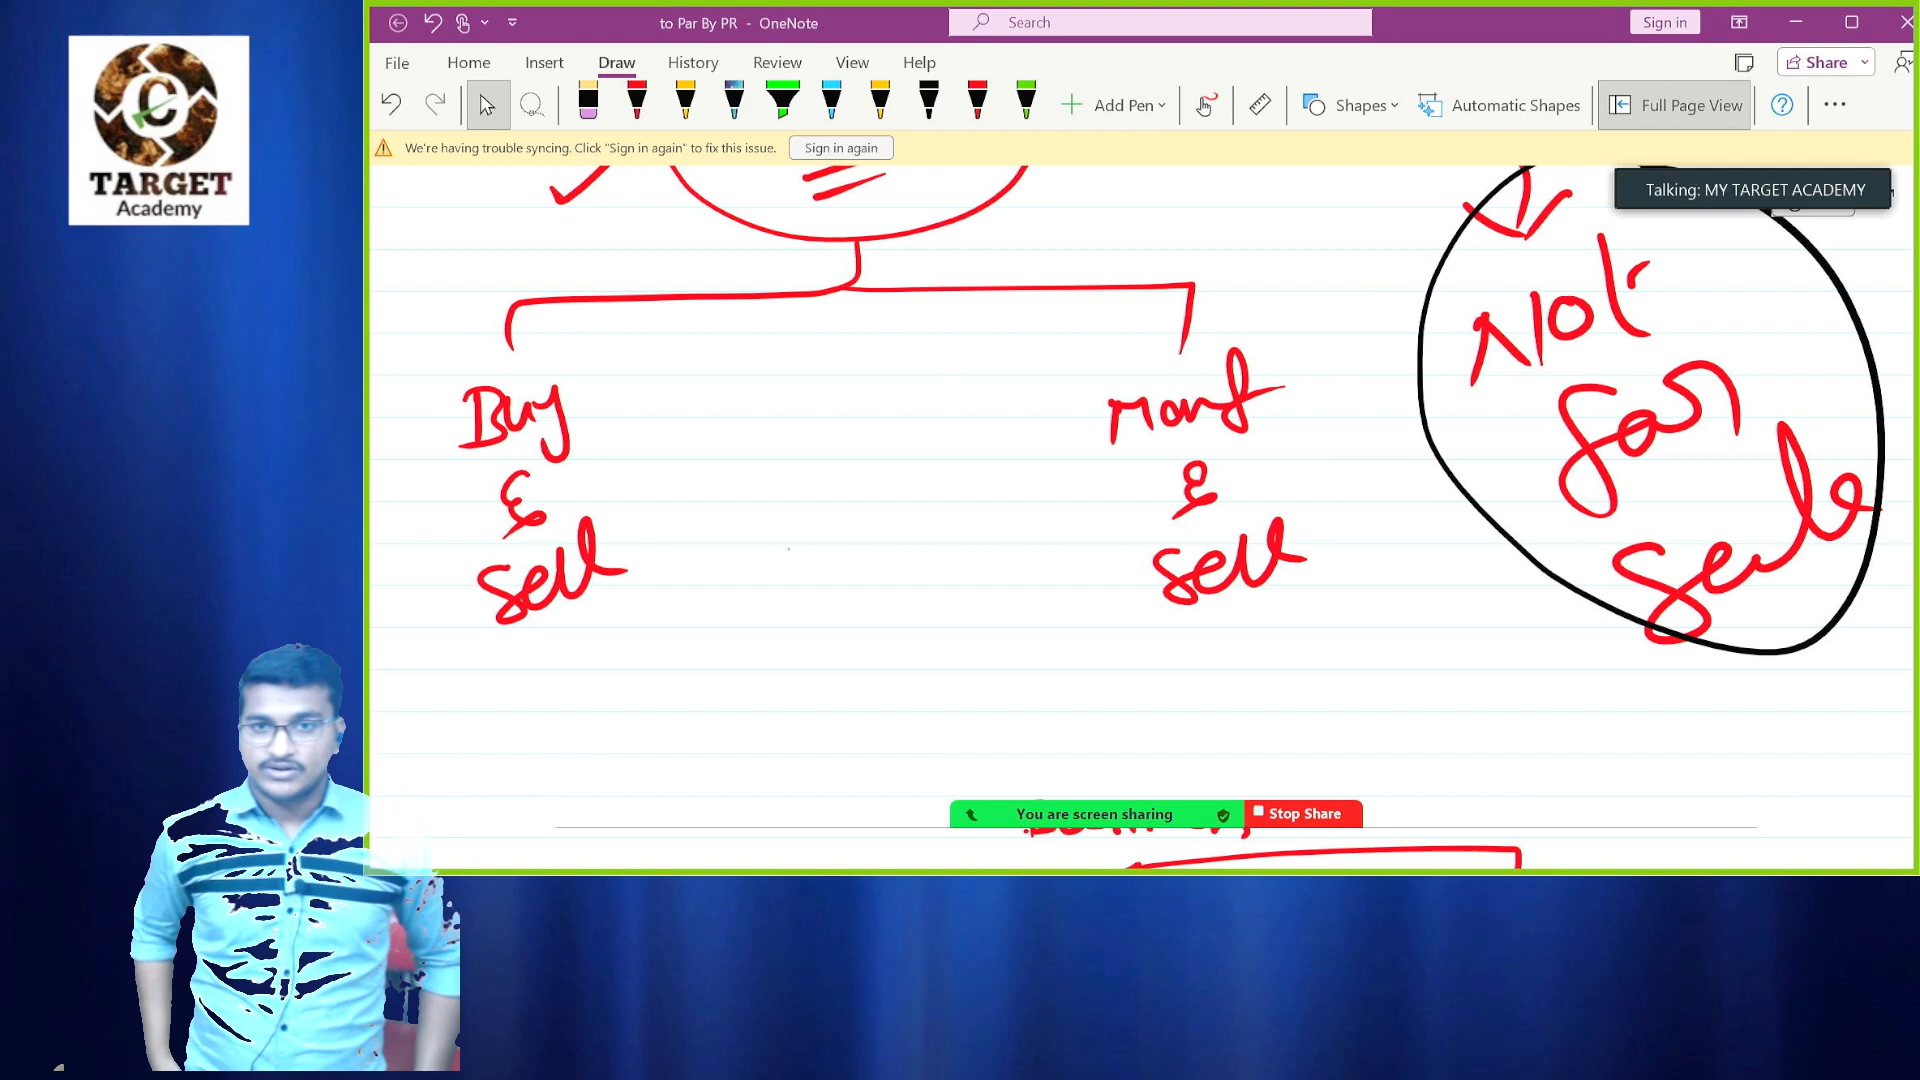 C
TARGET
Academy
to Par By PR - OneNote
Search
Sign in
File Home Insert Draw History Review View Help
Share
Add Pen
Shapes
Automatic Shapes
Full Page View
We're having trouble syncing. Click "Sign in again" to fix this issue.
Sign in again
Talking: MY TARGET ACADEMY
Buy
&
Sell
Manf
&
Sell
Not
for
Sale
You are screen sharing
Stop Share